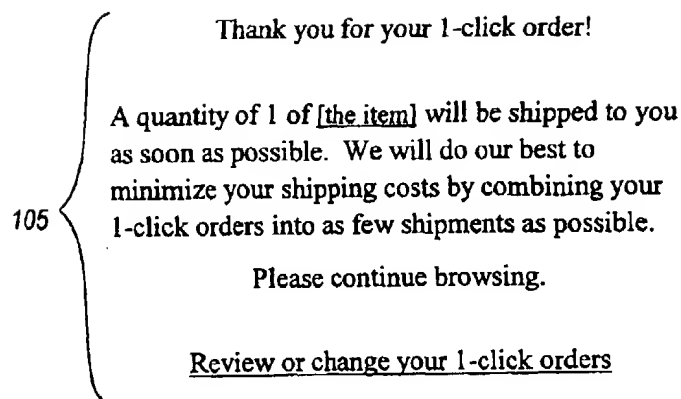 Thank you for your 1-click order!
A quantity of 1 of [the item] will be shipped to you
as soon as possible. We will do our best to
minimize your shipping costs by combining your
1-click orders into as few shipments as possible.
105
Please continue browsing.
Review or change your 1-click orders